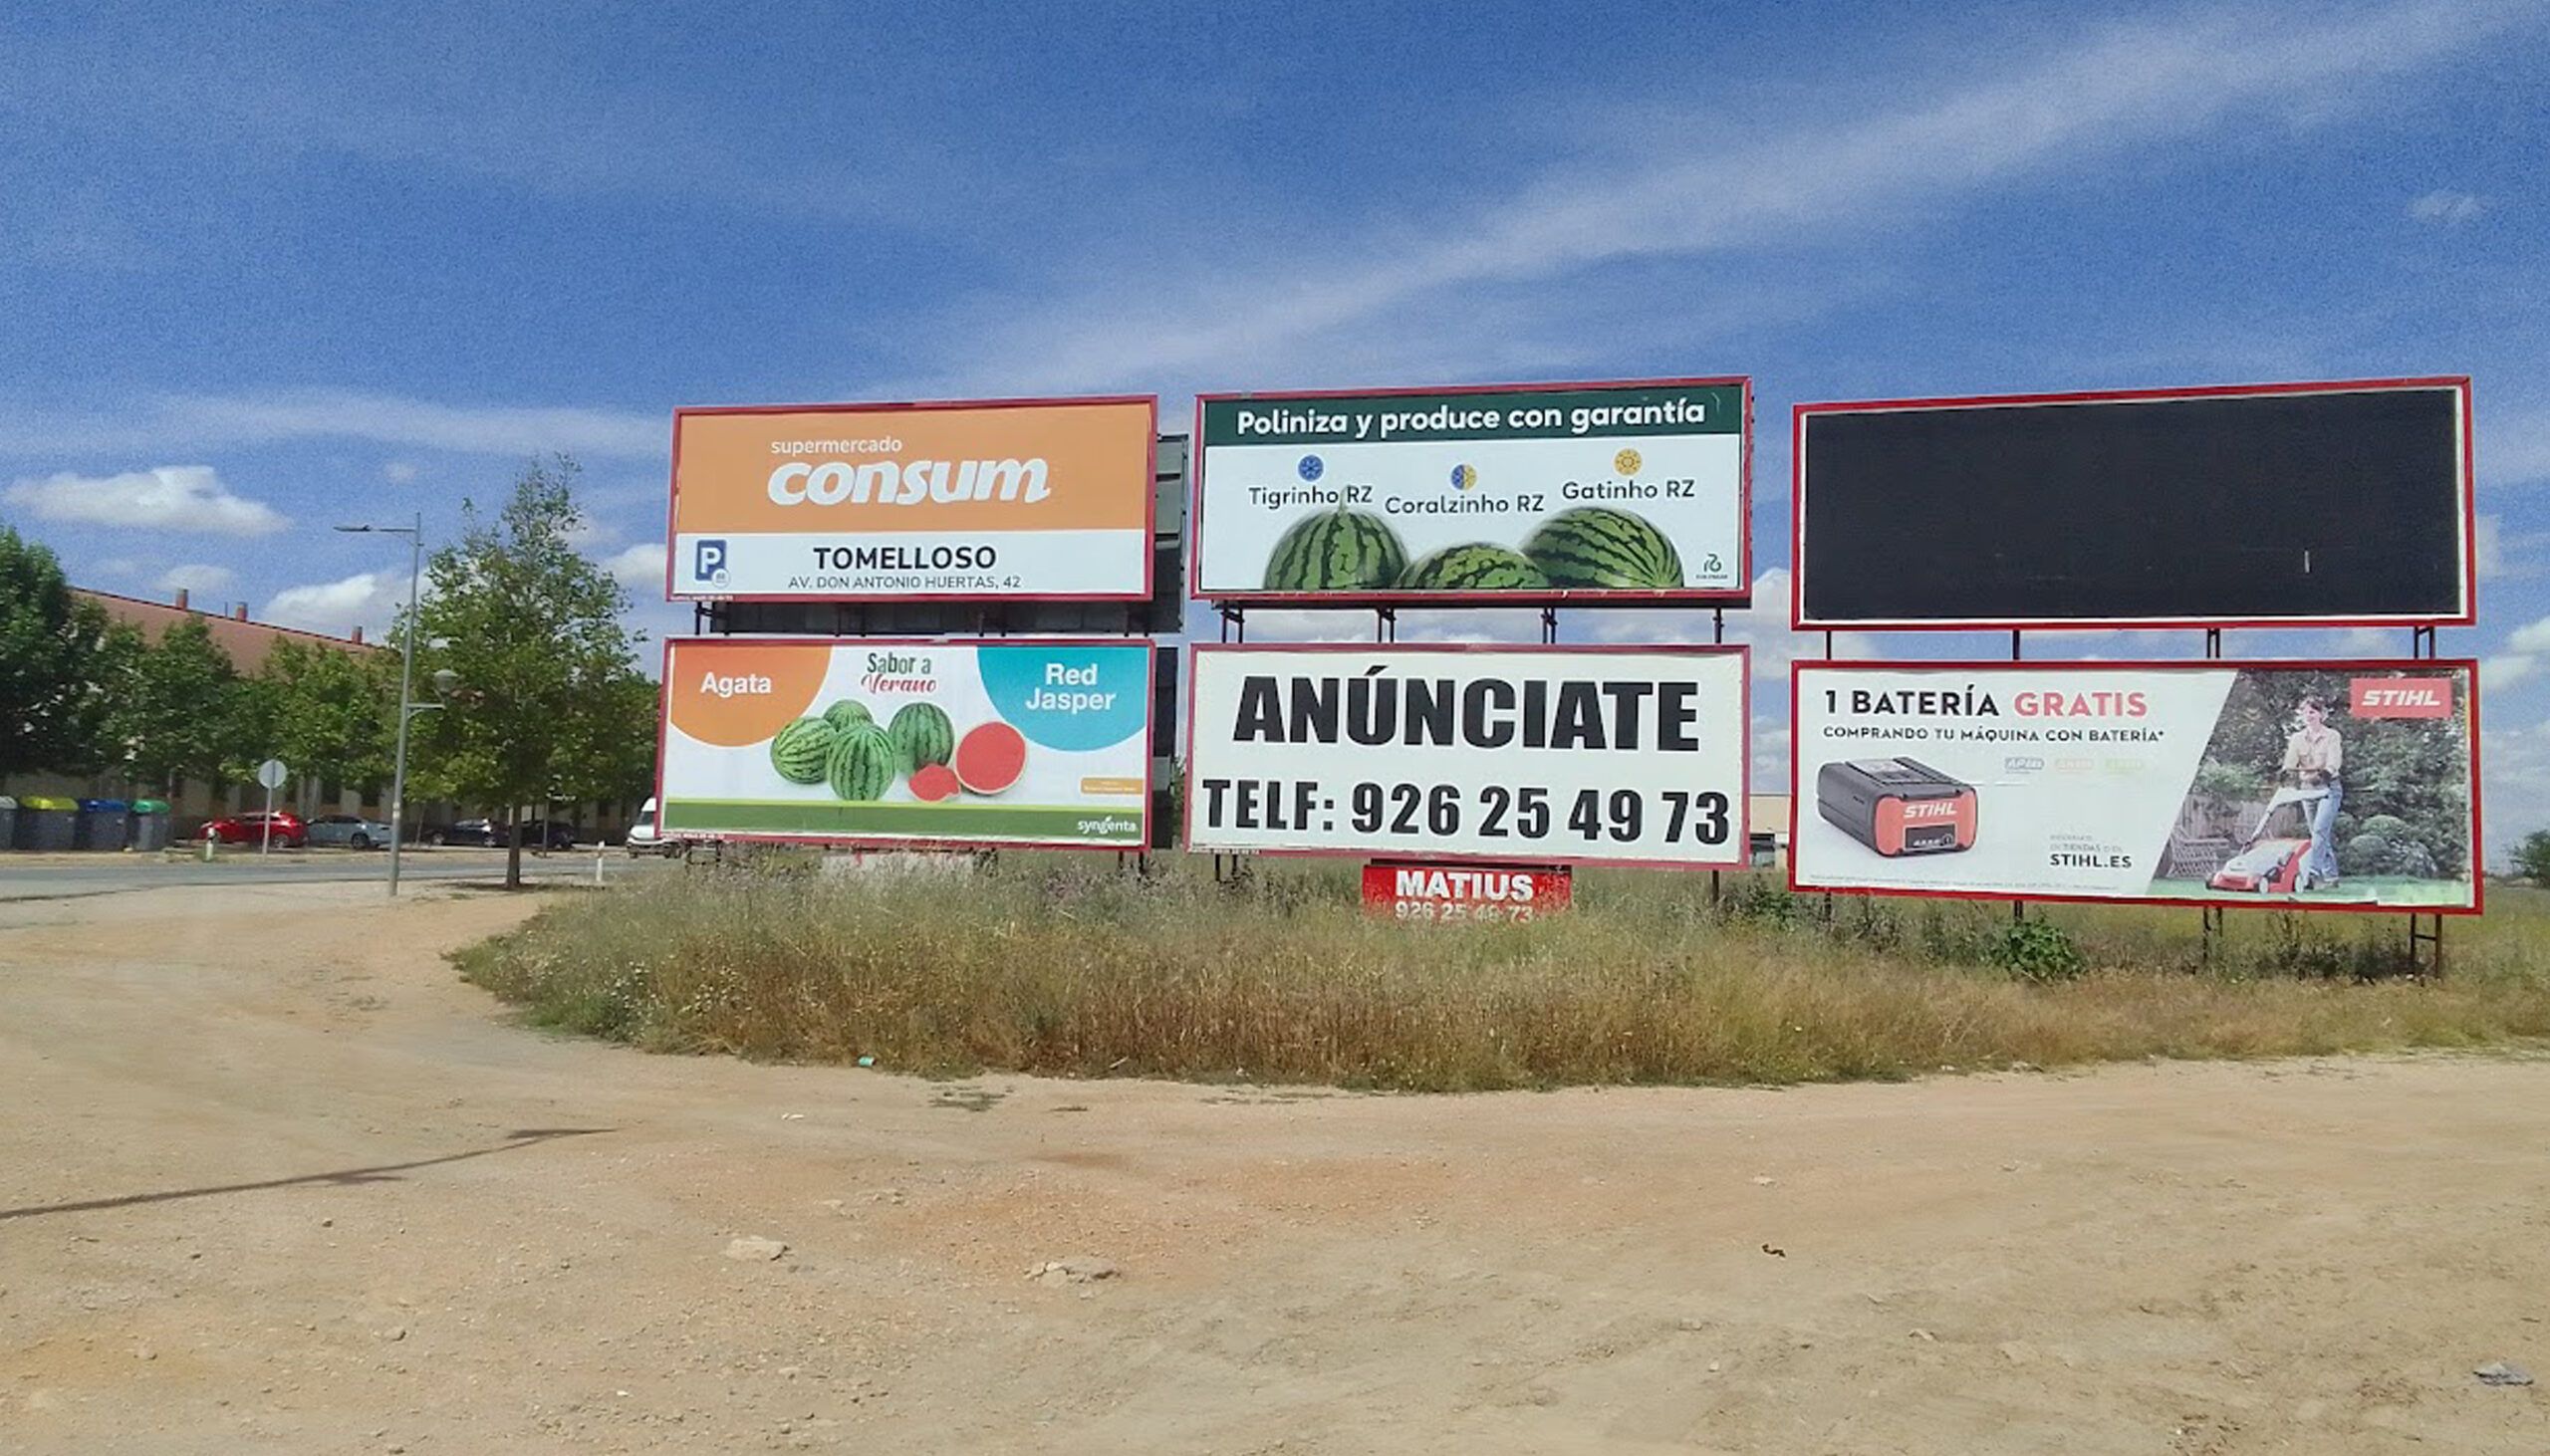 supermercado
consum
P
TOMELLOSO
AV. DON ANTONIO HUERTAS, 42
Poliniza y produce con garantía
Tigrinho RZ
Coralzinho RZ
Gatinho RZ
Agata
Sabor a
Verano
Red
Jasper
syngenta
ANÚNCIATE
TELF: 926 25 49 73
MATIUS
926 25 49 73
1 BATERÍA GRATIS
COMPRANDO TU MÁQUINA CON BATERÍA*
STIHL
STIHL
STIHL.ES